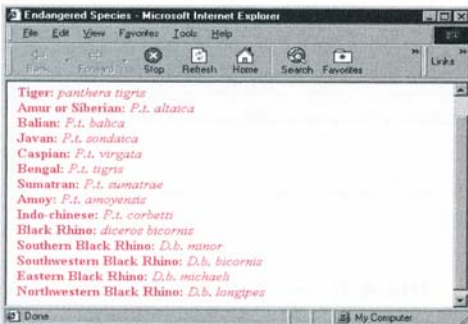 Endangered Species - Microsoft Internet Explorer
File Edit View Favorites Tools Help
Back Forward Stop Refresh Home Search Favorites » Links »
Tiger: panthera tigris
Amur or Siberian: P.t. altaica
Balian: P.t. balica
Javan: P.t. sondaica
Caspian: P.t. virgata
Bengal: P.t. tigris
Sumatran: P.t. sumatrae
Amoy: P.t. amoyensis
Indo-chinese: P.t. corbetti
Black Rhino: diceros bicornis
Southern Black Rhino: D.b. minor
Southwestern Black Rhino: D.b. bicornis
Eastern Black Rhino: D.b. michaeli
Northwestern Black Rhino: D.b. longipes
Done My Computer